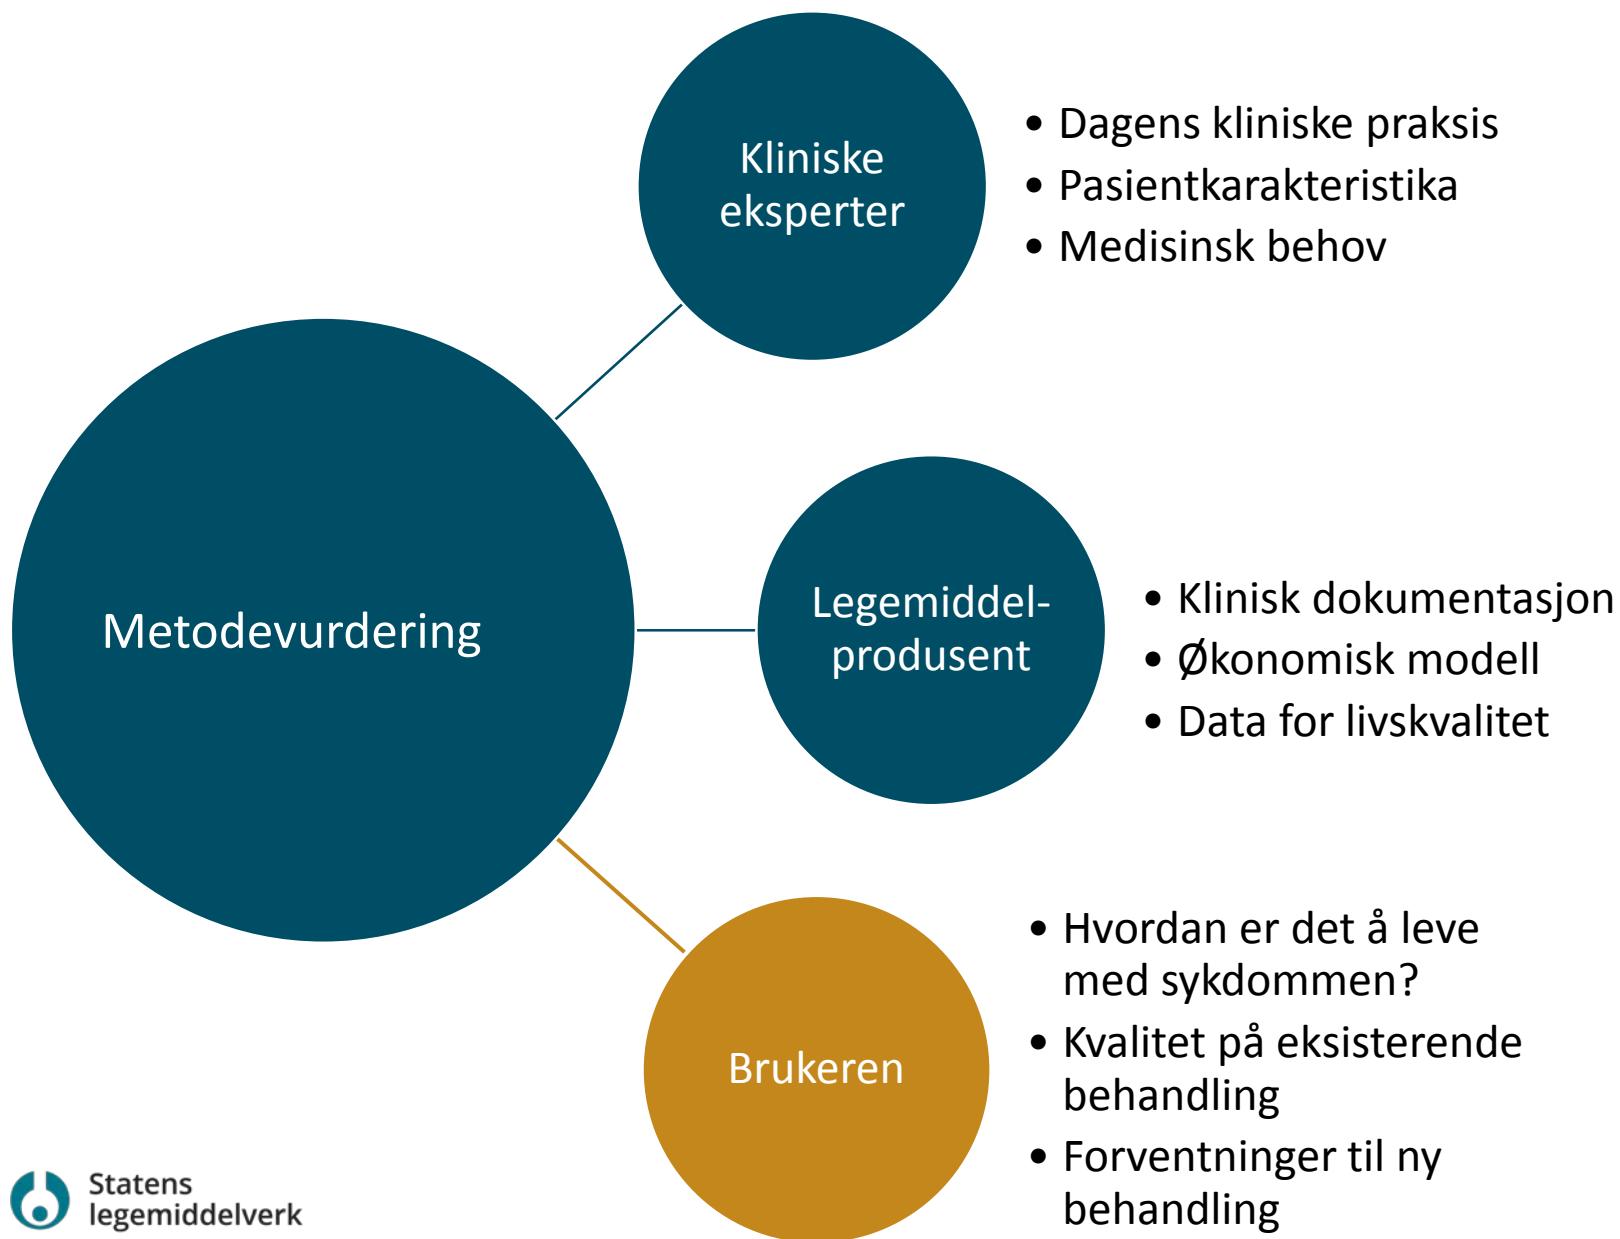 Kliniske
eksperter
• Dagens kliniske praksis
• Pasientkarakteristika
• Medisinsk behov
Metodevurdering
Legemiddel-
produsent
• Klinisk dokumentasjon
• Økonomisk modell
• Data for livskvalitet
Brukeren
• Hvordan er det å leve
med sykdommen?
• Kvalitet på eksisterende
behandling
• Forventninger til ny
behandling
Statens
legemiddelverk